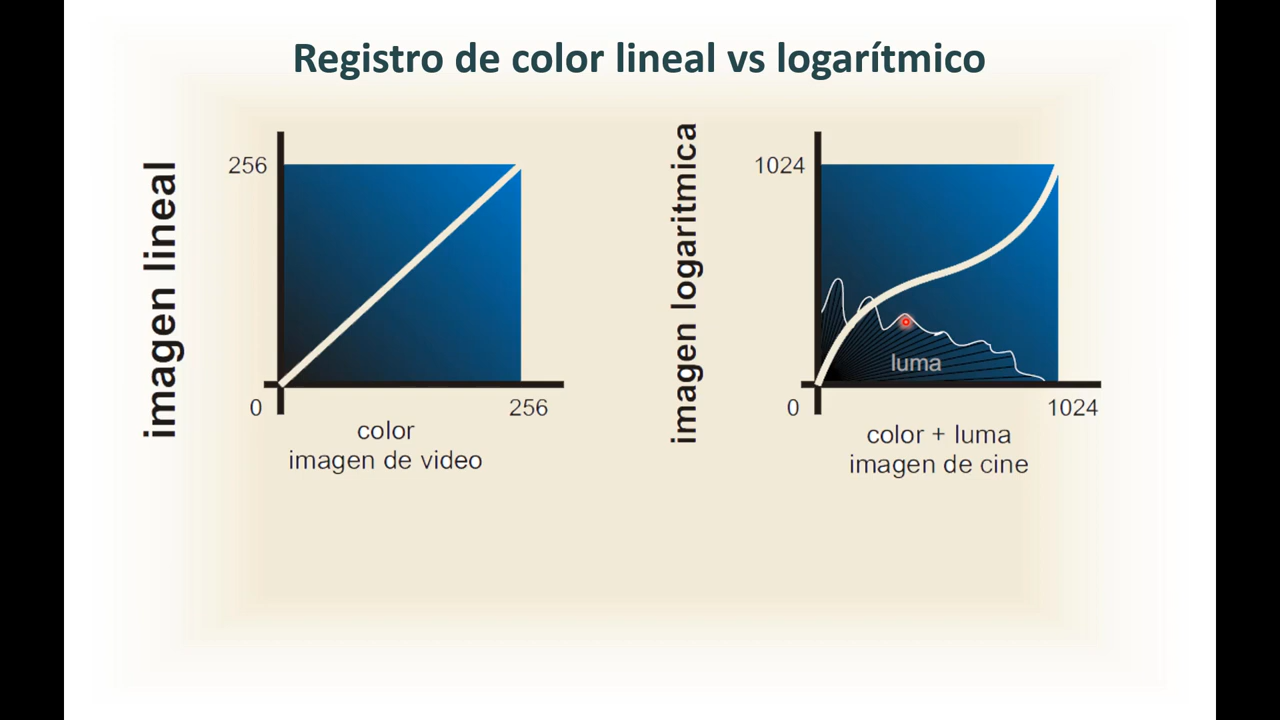 Registro de color lineal vs logarítmico
imagen lineal
256
0
256
color
imagen de video
imagen logaritmica
1024
luma
0
1024
color + luma
imagen de cine